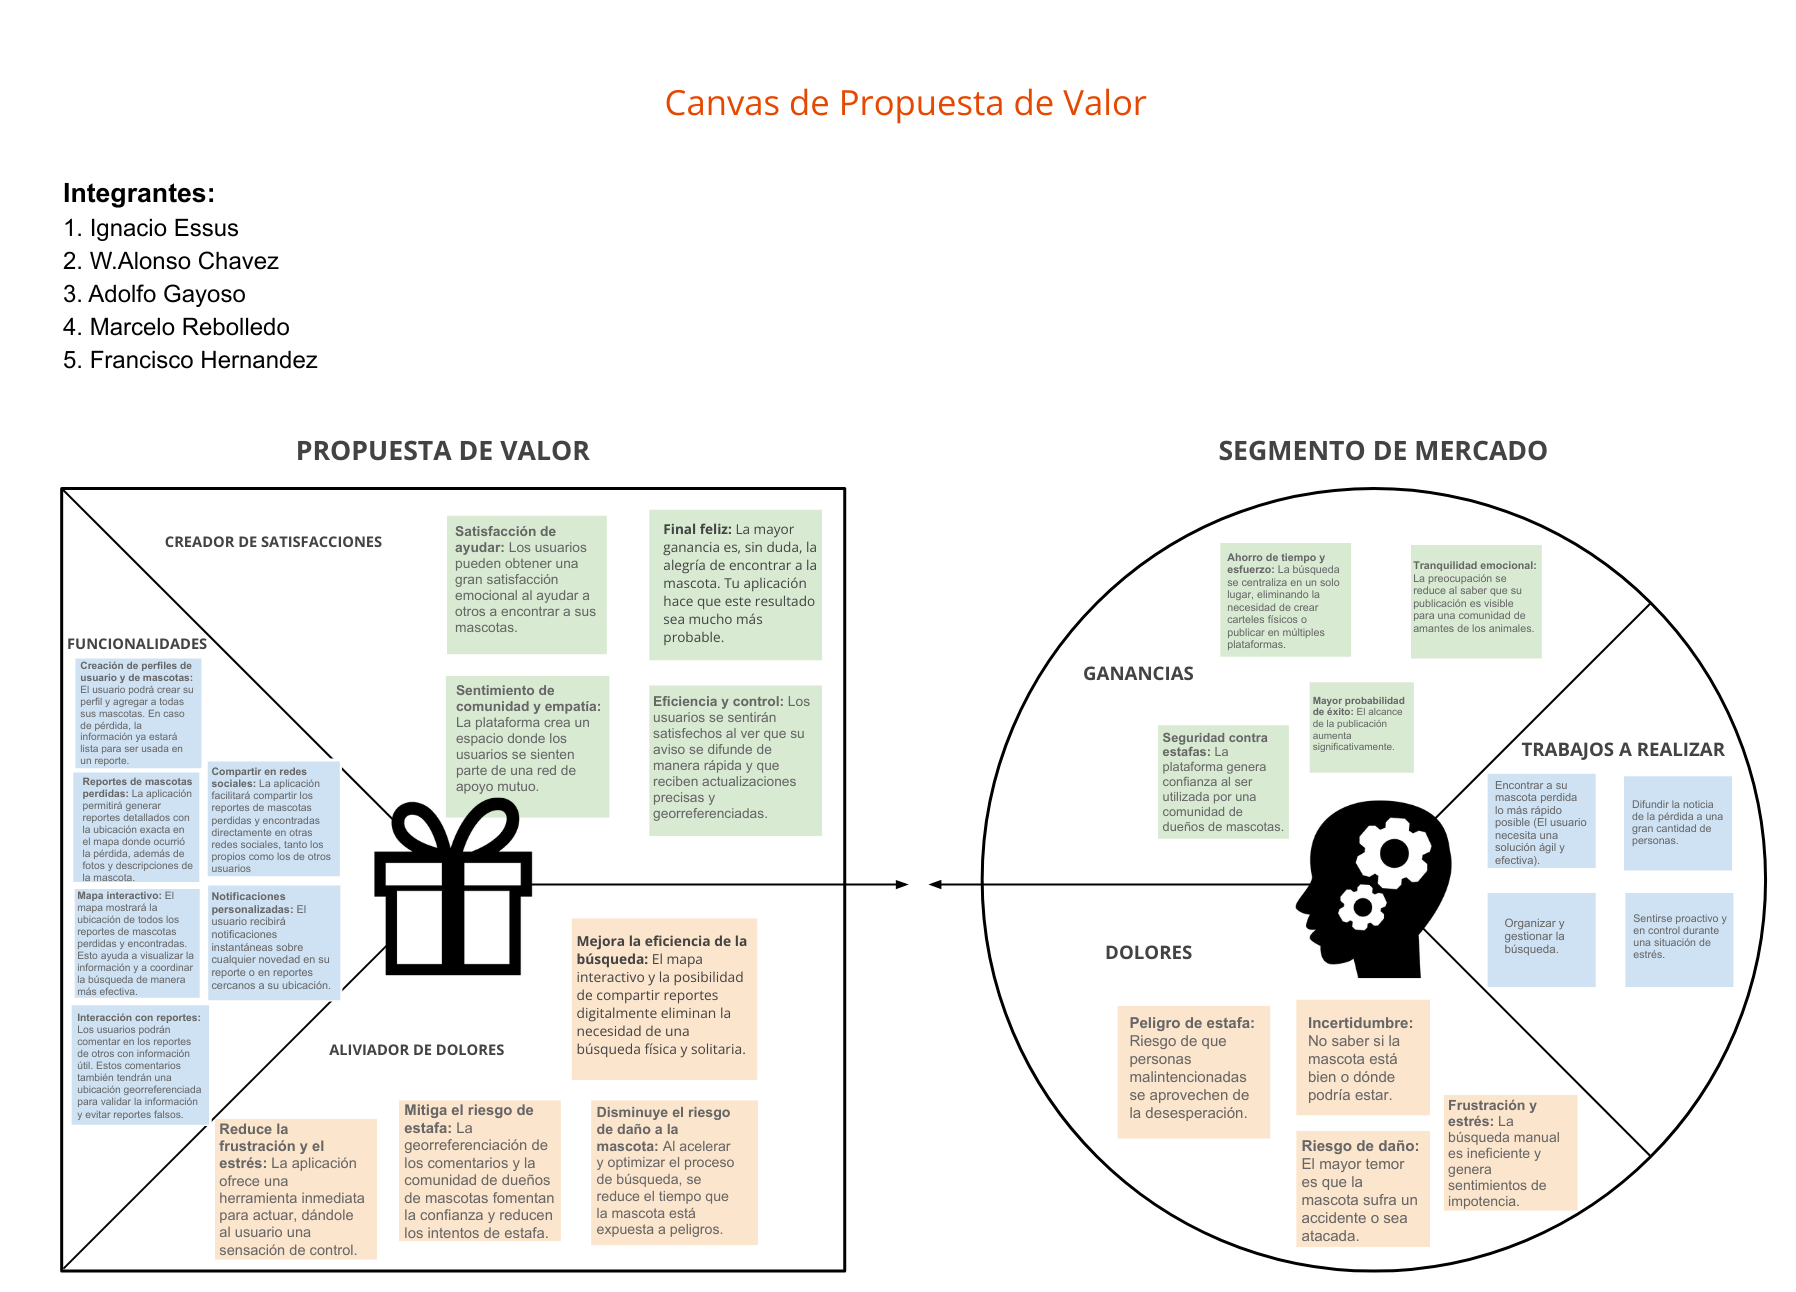 Canvas de Propuesta de Valor
Integrantes:
1. Ignacio Essus
2. W.Alonso Chavez
3. Adolfo Gayoso
4. Marcelo Rebolledo
5. Francisco Hernandez
PROPUESTA DE VALOR
CREADOR DE SATISFACCIONES
Satisfacción de
ayudar: Los usuarios
pueden obtener una
gran satisfacción
emocional al ayudar a
otros a encontrar a sus
mascotas.
Final feliz: La mayor
ganancia es, sin duda, la
alegría de encontrar a la
mascota. Tu aplicación
hace que este resultado
sea mucho más
probable.
Sentimiento de
comunidad y empatía:
La plataforma crea un
espacio donde los
usuarios se sienten
parte de una red de
apoyo mutuo.
Eficiencia y control: Los
usuarios se sentirán
satisfechos al ver que su
aviso se difunde de
manera rápida y que
reciben actualizaciones
precisas y
georreferenciadas.
FUNCIONALIDADES
Creación de perfiles de
usuario y de mascotas:
El usuario podrá crear su
perfil y agregar a todas
sus mascotas. En caso
de pérdida, la
información ya estará
lista para ser usada en
un reporte.
Reportes de mascotas
perdidas: La aplicación
permitirá generar
reportes detallados con
la ubicación exacta en
el mapa donde ocurrió
la pérdida, además de
fotos y descripciones de
la mascota.
Compartir en redes
sociales: La aplicación
facilitará compartir los
reportes de mascotas
perdidas y encontradas
directamente en otras
redes sociales, tanto los
propios como los de otros
usuarios
Mapa interactivo: El
mapa mostrará la
ubicación de todos los
reportes de mascotas
perdidas y encontradas.
Esto ayuda a visualizar la
información y a coordinar
la búsqueda de manera
más efectiva.
Notificaciones
personalizadas: El
usuario recibirá
notificaciones
instantáneas sobre
cualquier novedad en su
reporte o en reportes
cercanos a su ubicación.
Interacción con reportes:
Los usuarios podrán
comentar en los reportes
de otros con información
útil. Estos comentarios
también tendrán una
ubicación georreferenciada
para validar la información
y evitar reportes falsos.
ALIVIADOR DE DOLORES
Mejora la eficiencia de la
búsqueda: El mapa
interactivo y la posibilidad
de compartir reportes
digitalmente eliminan la
necesidad de una
búsqueda física y solitaria.
Reduce la
frustración y el
estrés: La aplicación
ofrece una
herramienta inmediata
para actuar, dándole
al usuario una
sensación de control.
Mitiga el riesgo de
estafa: La
georreferenciación de
los comentarios y la
comunidad de dueños
de mascotas fomentan
la confianza y reducen
los intentos de estafa.
Disminuye el riesgo
de daño a la
mascota: Al acelerar
y optimizar el proceso
de búsqueda, se
reduce el tiempo que
la mascota está
expuesta a peligros.
SEGMENTO DE MERCADO
GANANCIAS
Ahorro de tiempo y
esfuerzo: La búsqueda
se centraliza en un solo
lugar, eliminando la
necesidad de crear
carteles físicos o
publicar en múltiples
plataformas.
Tranquilidad emocional:
La preocupación se
reduce al saber que su
publicación es visible
para una comunidad de
amantes de los animales.
Mayor probabilidad
de éxito: El alcance
de la publicación
aumenta
significativamente.
Seguridad contra
estafas: La
plataforma genera
confianza al ser
utilizada por una
comunidad de
dueños de mascotas.
TRABAJOS A REALIZAR
Encontrar a su
mascota perdida
lo más rápido
posible (El usuario
necesita una
solución ágil y
efectiva).
Difundir la noticia
de la pérdida a una
gran cantidad de
personas.
Organizar y
gestionar la
búsqueda.
Sentirse proactivo y
en control durante
una situación de
estrés.
DOLORES
Peligro de estafa:
Riesgo de que
personas
malintencionadas
se aprovechen de
la desesperación.
Incertidumbre:
No saber si la
mascota está
bien o dónde
podría estar.
Riesgo de daño:
El mayor temor
es que la
mascota sufra un
accidente o sea
atacada.
Frustración y
estrés: La
búsqueda manual
es ineficiente y
genera
sentimientos de
impotencia.